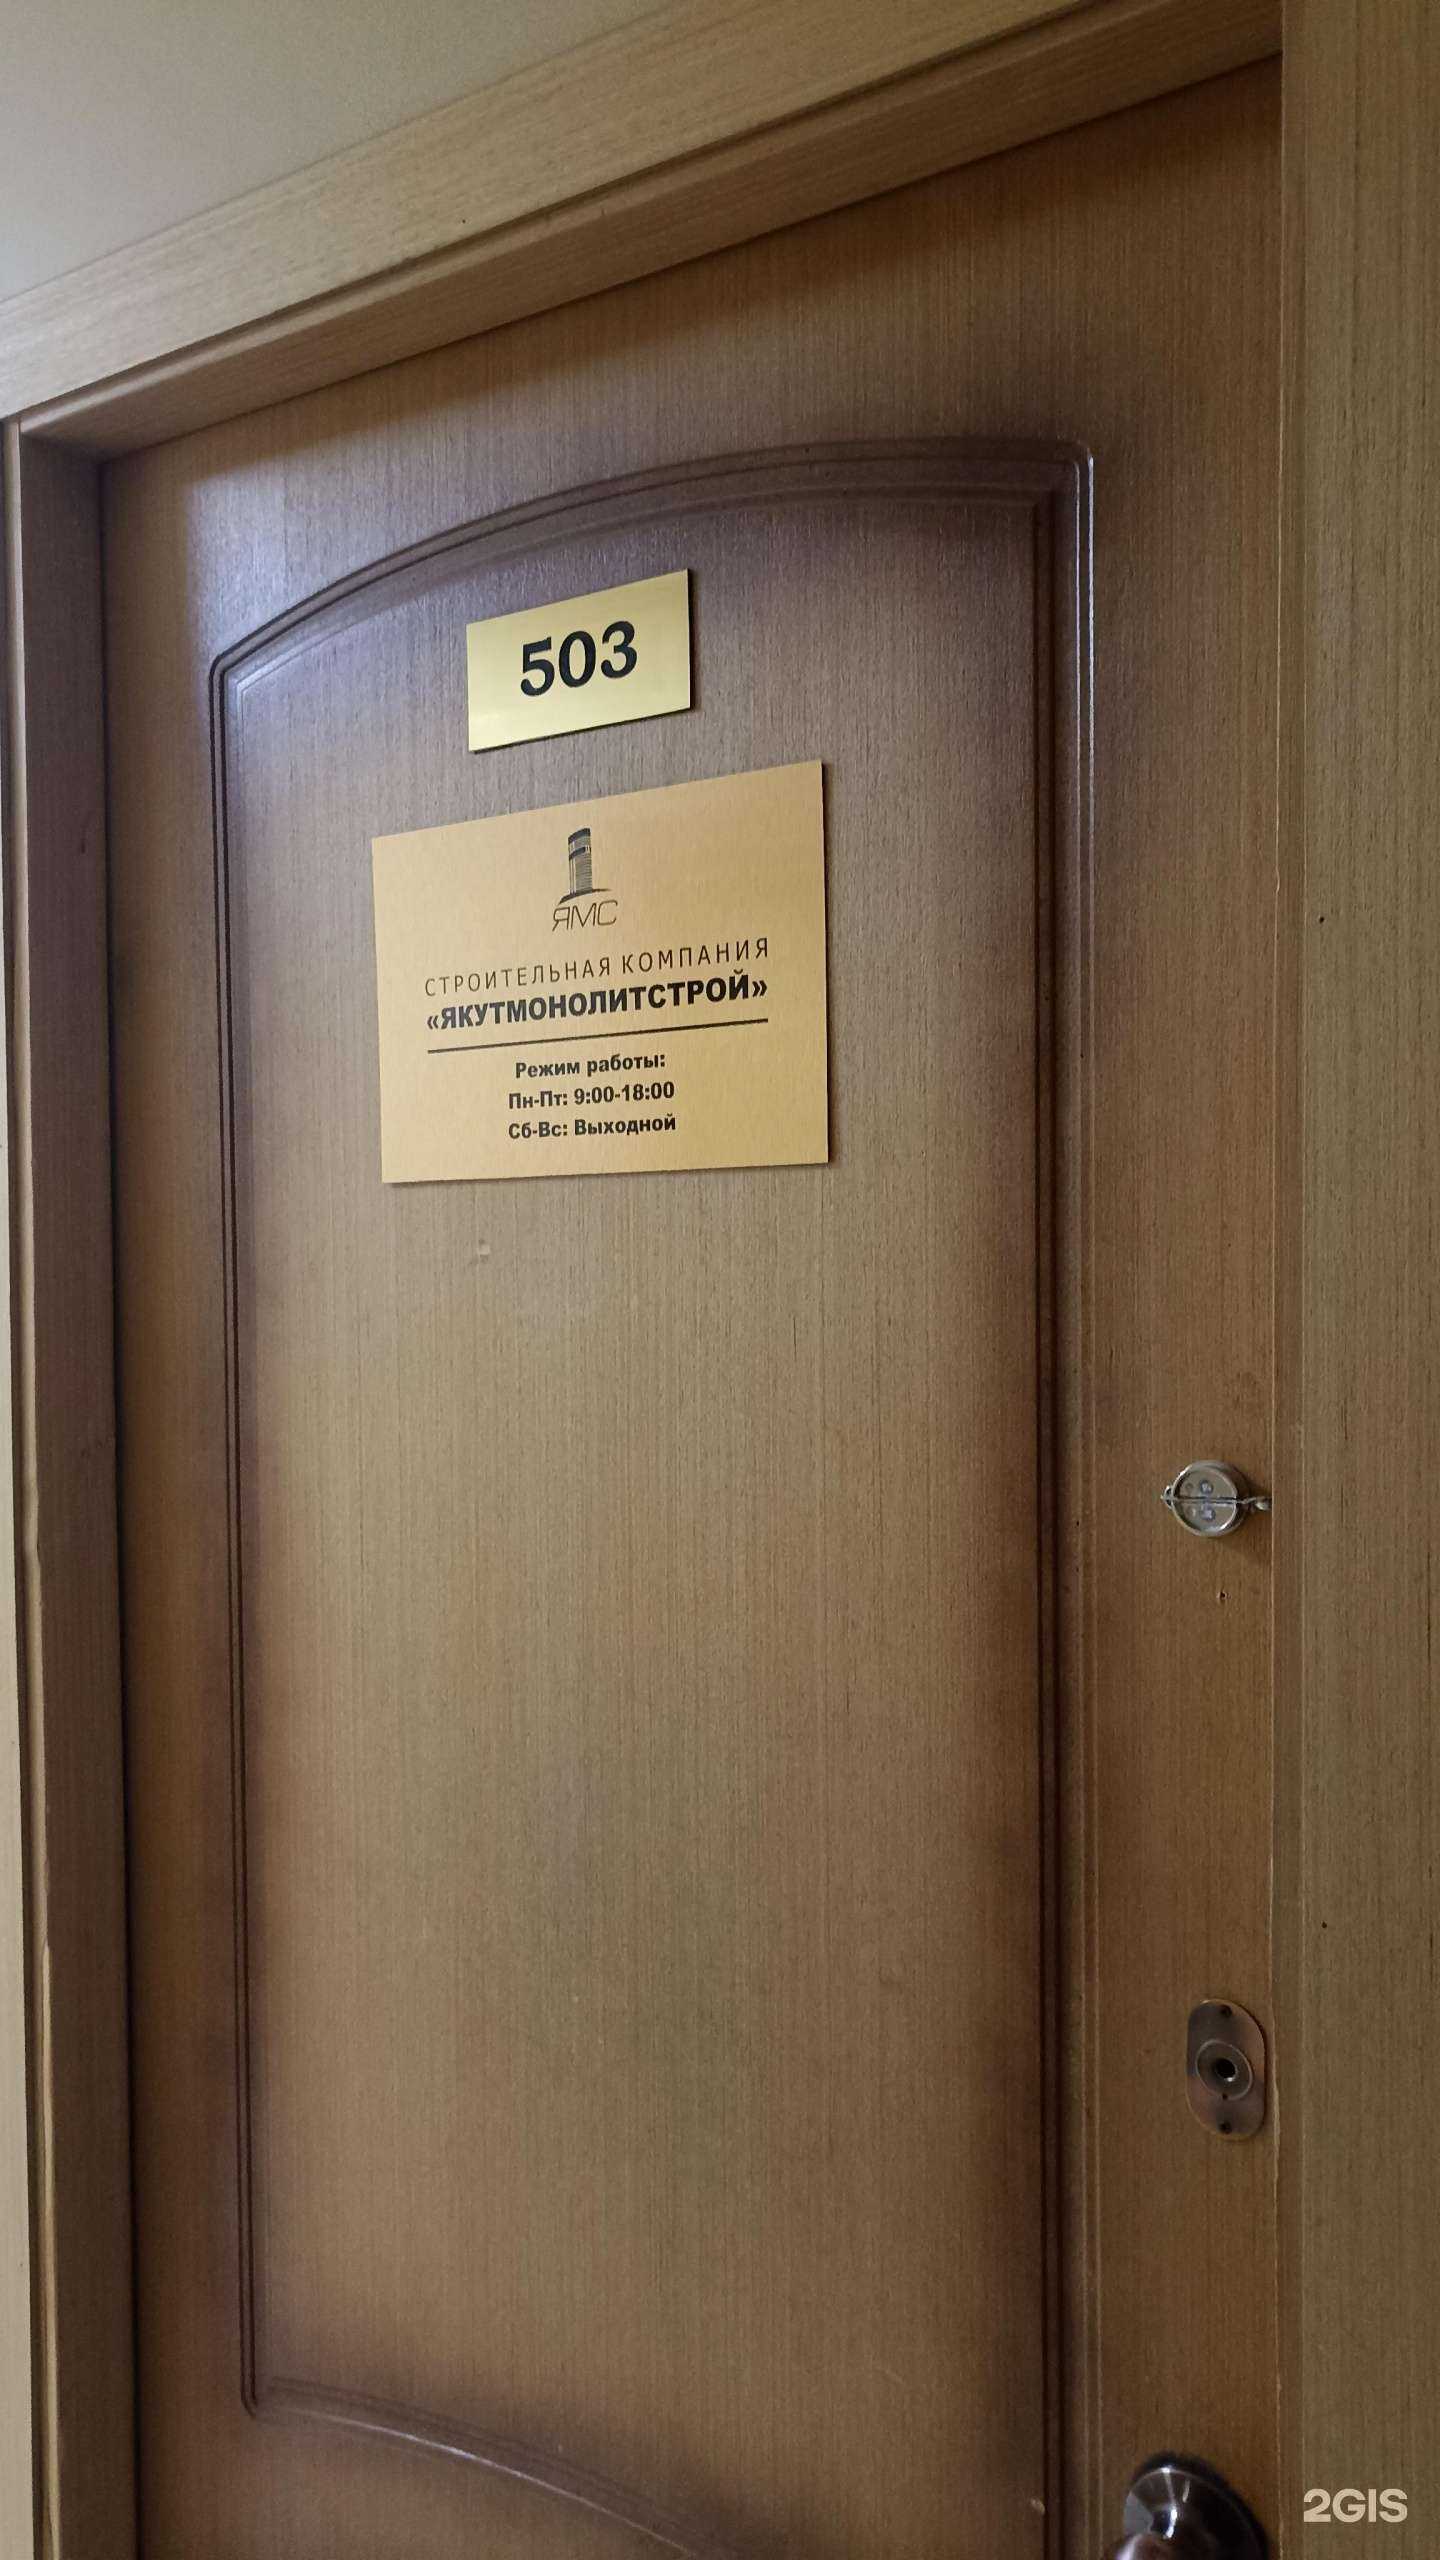 503
ЯМС
СТРОИТЕЛЬНАЯ КОМПАНИЯ
«ЯКУТМОНОЛИТСТРОЙ»
Режим работы:
Пн-Пт: 9:00-18:00
Сб-Вс: Выходной
2GIS